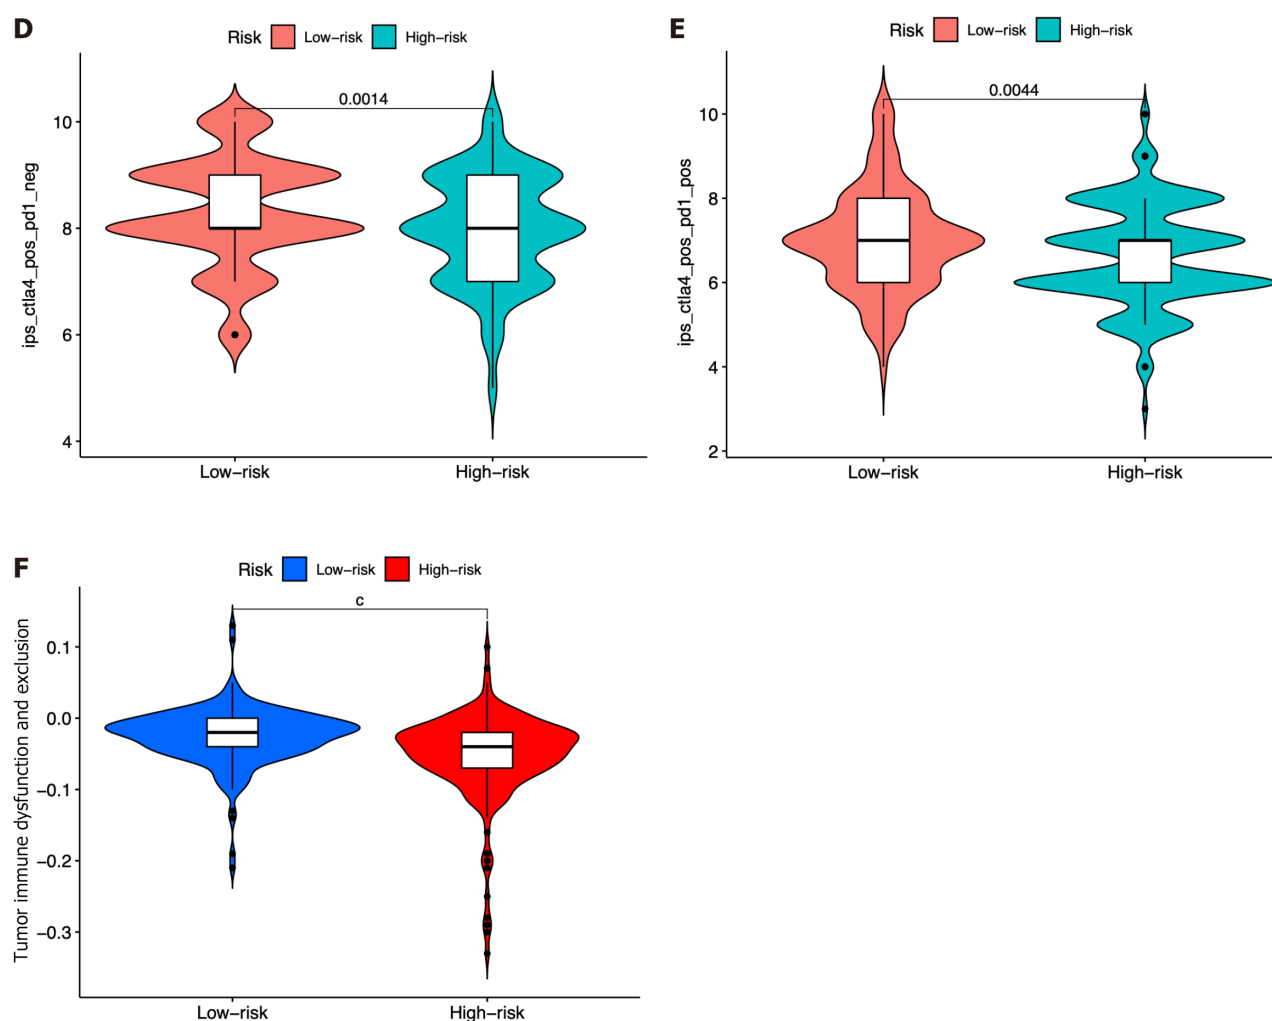 D
Risk Low-risk High-risk
0.0014
ips_ctla4_pos_pd1_neg
10
8
6
4
Low-risk High-risk
E
Risk Low-risk High-risk
0.0044
ips_ctla4_pos_pd1_pos
10
8
6
4
2
Low-risk High-risk
F
Risk Low-risk High-risk
c
Tumor immune dysfunction and exclusion
0.1
0.0
-0.1
-0.2
-0.3
Low-risk High-risk